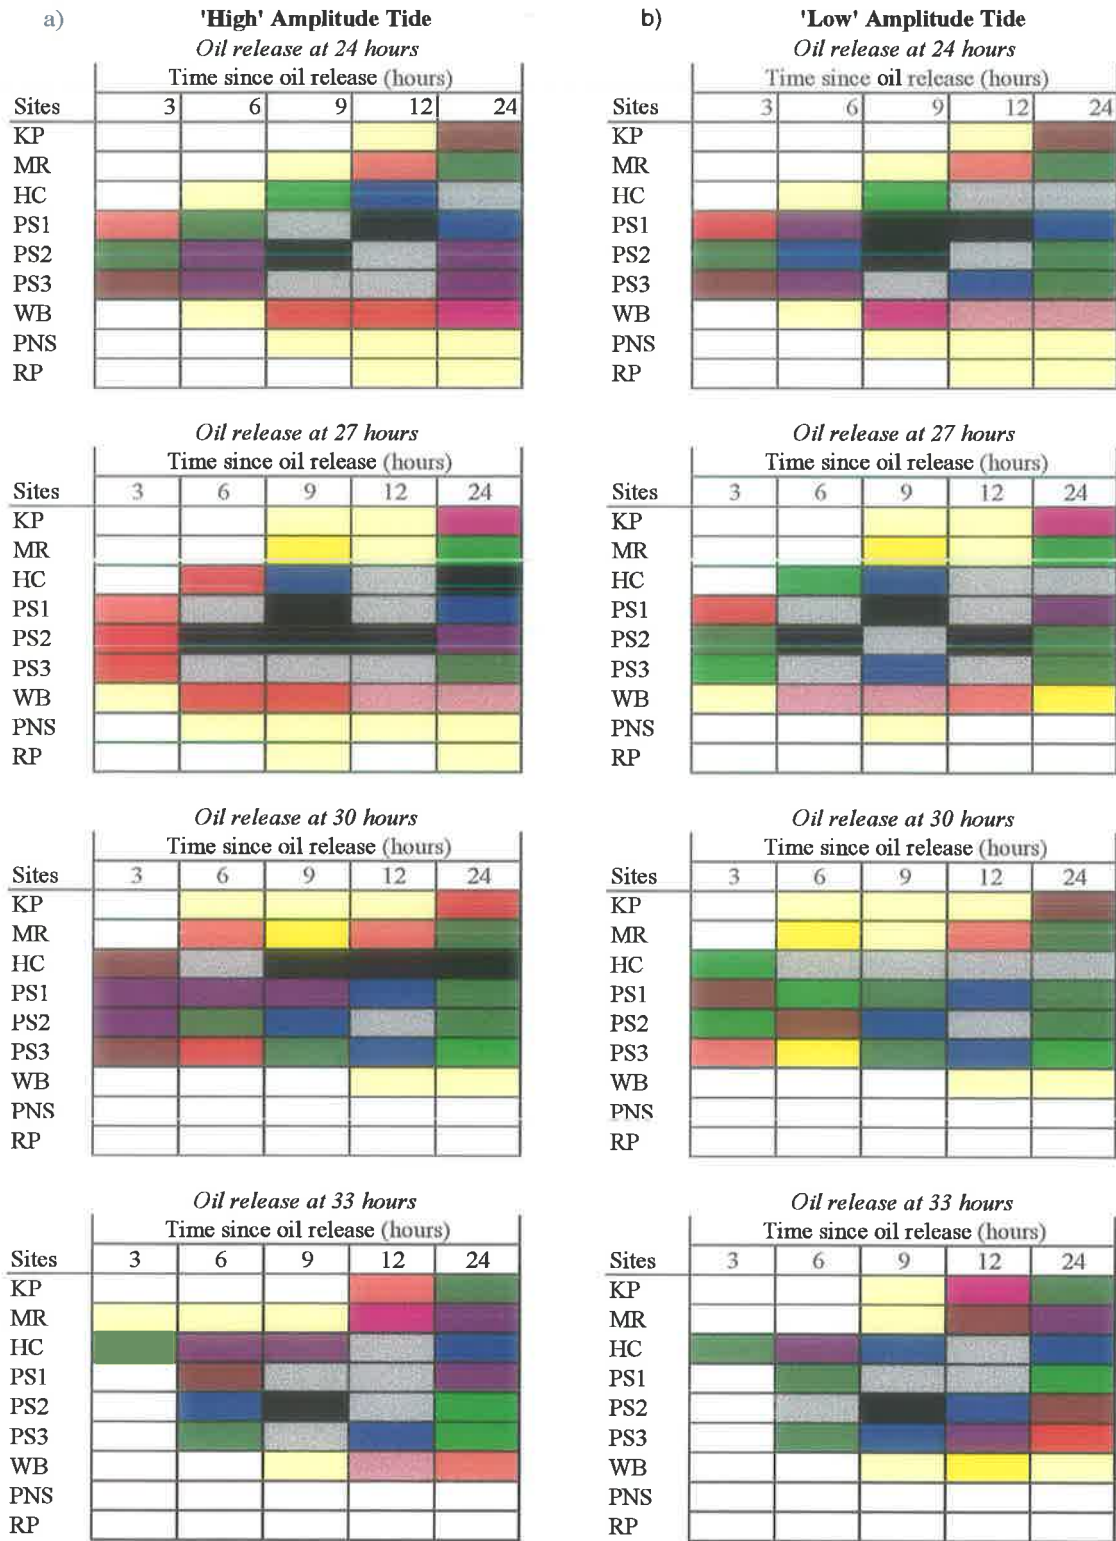 a) 'High' Amplitude Tide
Oil release at 24 hours
Time since oil release (hours)
Sites 3 6 9 12 24
KP
MR
HC
PS1
PS2
PS3
WB
PNS
RP
Oil release at 27 hours
Time since oil release (hours)
Sites 3 6 9 12 24
KP
MR
HC
PS1
PS2
PS3
WB
PNS
RP
Oil release at 30 hours
Time since oil release (hours)
Sites 3 6 9 12 24
KP
MR
HC
PS1
PS2
PS3
WB
PNS
RP
Oil release at 33 hours
Time since oil release (hours)
Sites 3 6 9 12 24
KP
MR
HC
PS1
PS2
PS3
WB
PNS
RP
b) 'Low' Amplitude Tide
Oil release at 24 hours
Time since oil release (hours)
Sites 3 6 9 12 24
KP
MR
HC
PS1
PS2
PS3
WB
PNS
RP
Oil release at 27 hours
Time since oil release (hours)
Sites 3 6 9 12 24
KP
MR
HC
PS1
PS2
PS3
WB
PNS
RP
Oil release at 30 hours
Time since oil release (hours)
Sites 3 6 9 12 24
KP
MR
HC
PS1
PS2
PS3
WB
PNS
RP
Oil release at 33 hours
Time since oil release (hours)
Sites 3 6 9 12 24
KP
MR
HC
PS1
PS2
PS3
WB
PNS
RP